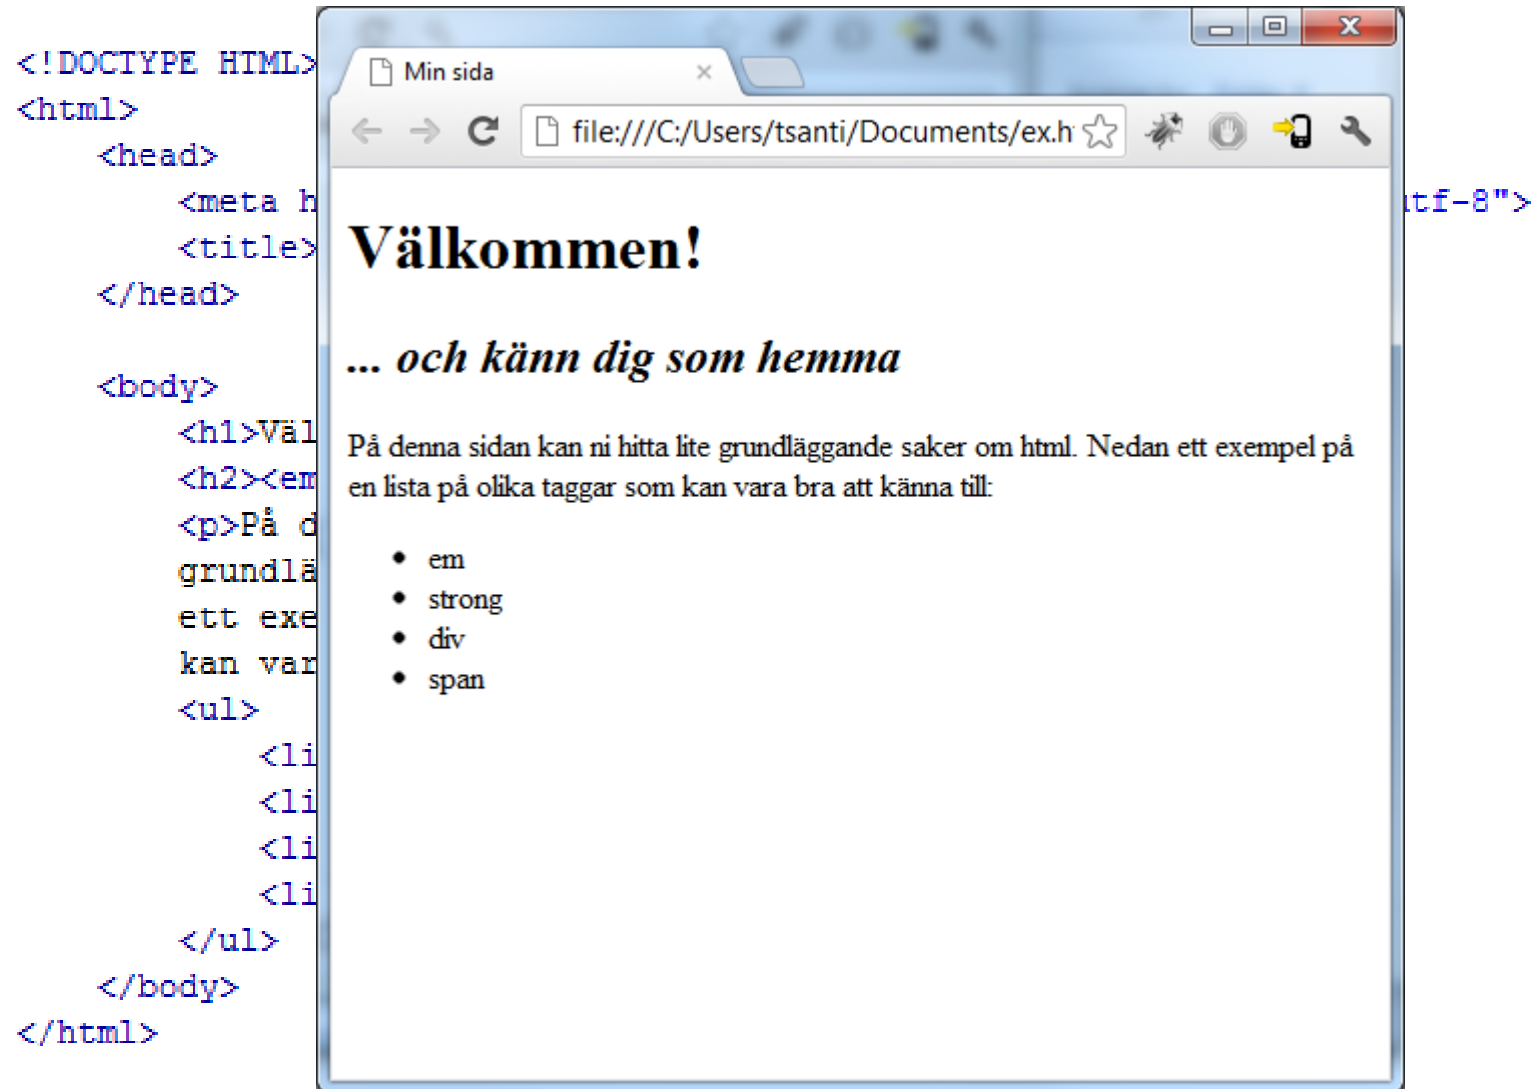 <!DOCTYPE HTML>
<html>
<head>
<meta h
<title>
</head>
<body>
<h1>Väl
<h2><em
<p>På d
grundlä
ett exe
kan var
<ul>
<li
<li
<li
<li
</ul>
</body>
</html>
tf-8">
Min sida
file:///C:/Users/tsanti/Documents/ex.h
Välkommen!
... och känn dig som hemma
På denna sidan kan ni hitta lite grundläggande saker om html. Nedan ett exempel på
en lista på olika taggar som kan vara bra att känna till:
• em
• strong
• div
• span